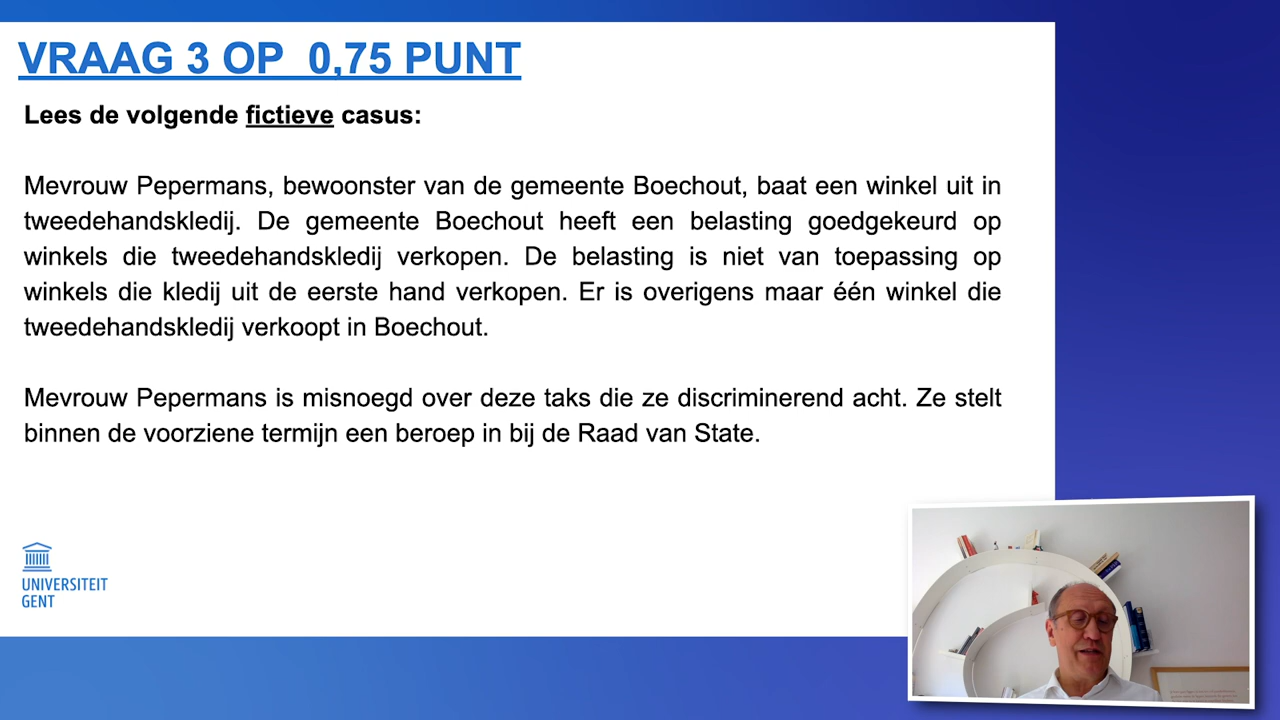 VRAAG 3 OP  0,75 PUNT
Lees de volgende fictieve casus:
Mevrouw Pepermans, bewoonster van de gemeente Boechout, baat een winkel uit in
tweedehandskledij. De gemeente Boechout heeft een belasting goedgekeurd op
winkels die tweedehandskledij verkopen. De belasting is niet van toepassing op
winkels die kledij uit de eerste hand verkopen. Er is overigens maar één winkel die
tweedehandskledij verkoopt in Boechout.
Mevrouw Pepermans is misnoegd over deze taks die ze discriminerend acht. Ze stelt
binnen de voorziene termijn een beroep in bij de Raad van State.
UNIVERSITEIT
GENT